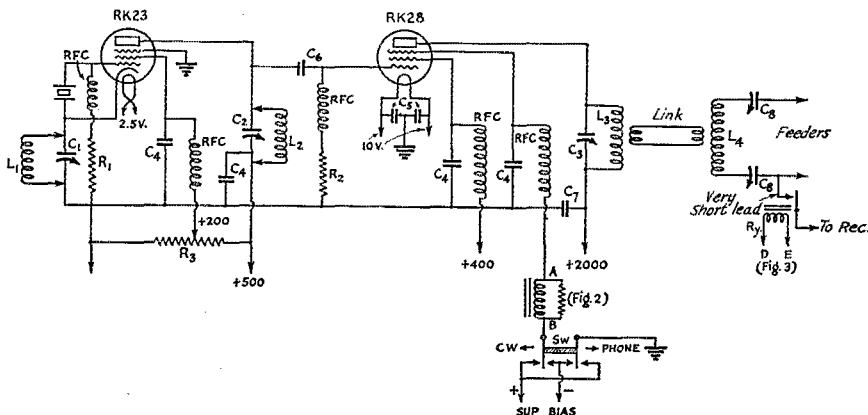 RK23
RK28
RFC
C6
C5
2.5V.
10V.
L1
C1
R1
C4
RFC
C2
L2
C4
R2
RFC
C4
RFC
C4
RFC
L3
C3
C7
Link
L4
C8
Feeders
C8
Very
Short lead
Ry
D E
(Fig. 3)
To Rec.
+200
R3
+500
+400
+2000
A
(Fig. 2)
B
CW
Sw
PHONE
+ −
SUP BIAS